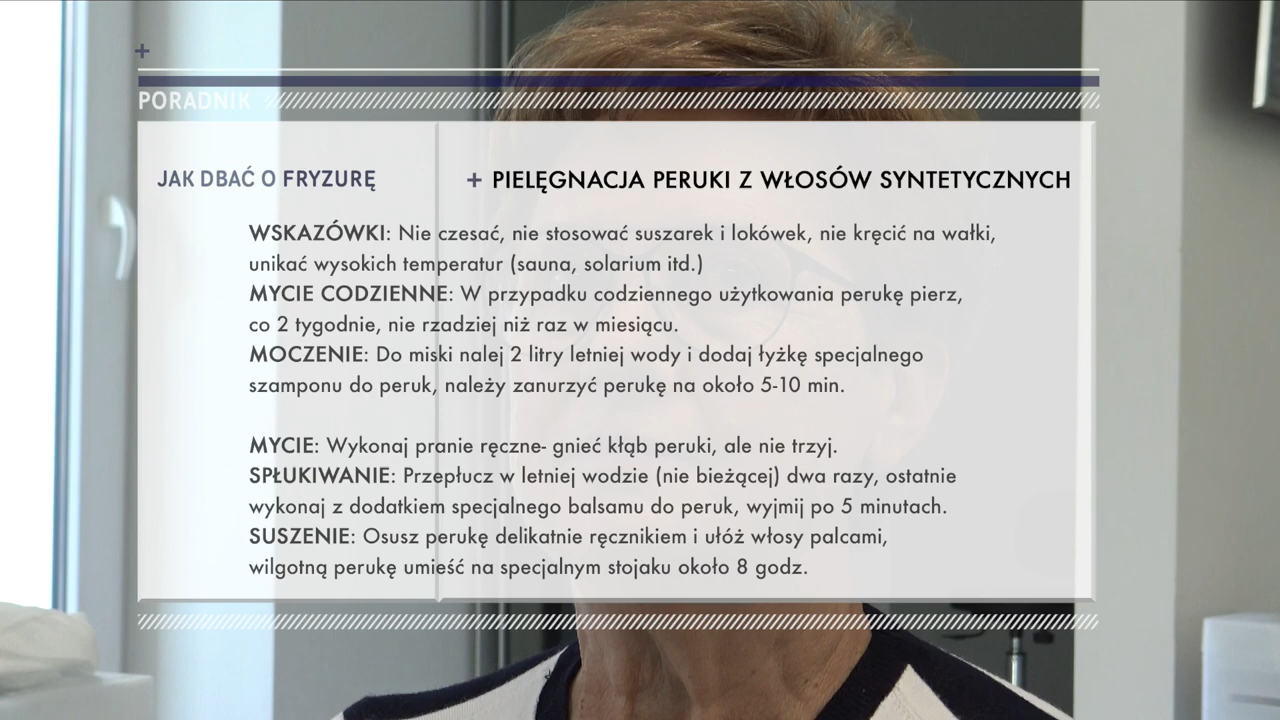 PORADNIK
JAK DBAĆ O FRYZURĘ
+ PIELĘGNACJA PERUKI Z WŁOSÓW SYNTETYCZNYCH
WSKAZÓWKI: Nie czesać, nie stosować suszarek i lokówek, nie kręcić na wałki,
unikać wysokich temperatur (sauna, solarium itd.)
MYCIE CODZIENNE: W przypadku codziennego użytkowania perukę pierz,
co 2 tygodnie, nie rzadziej niż raz w miesiącu.
MOCZENIE: Do miski nalej 2 litry letniej wody i dodaj łyżkę specjalnego
szamponu do peruk, należy zanurzyć perukę na około 5-10 min.
MYCIE: Wykonaj pranie ręczne- gnieć kłąb peruki, ale nie trzyj.
SPŁUKIWANIE: Przepłucz w letniej wodzie (nie bieżącej) dwa razy, ostatnie
wykonaj z dodatkiem specjalnego balsamu do peruk, wyjmij po 5 minutach.
SUSZENIE: Osusz perukę delikatnie ręcznikiem i ułóż włosy palcami,
wilgotną perukę umieść na specjalnym stojaku około 8 godz.